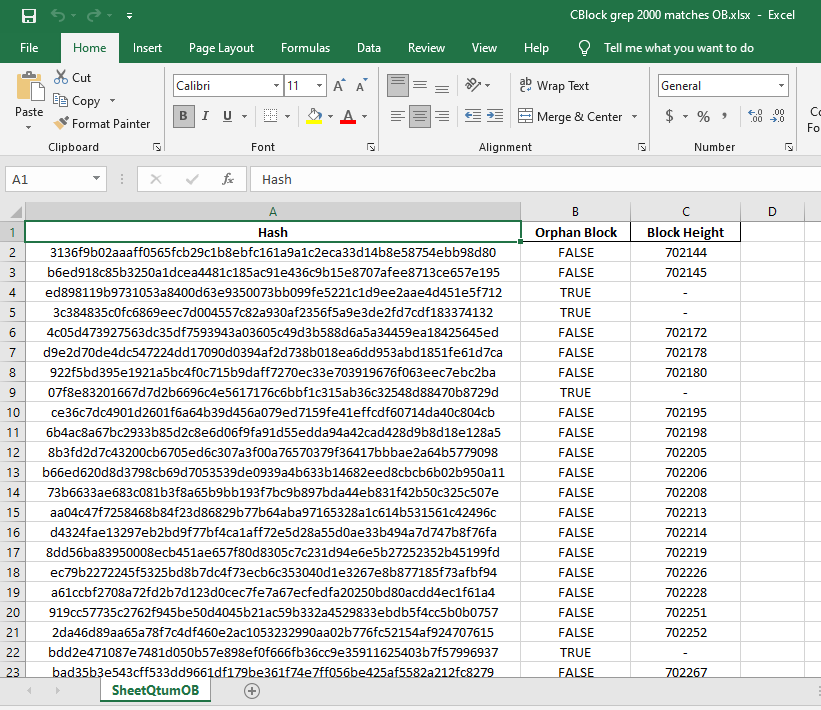 CBlock grep 2000 matches OB.xlsx - Excel
File Home Insert Page Layout Formulas Data Review View Help Tell me what you want to do
Paste Cut Copy Format Painter
Calibri 11 A A B I U A
Wrap Text Merge & Center
General $ % ,
Clipboard Font Alignment Number
A1 fx Hash
A B C D
1 Hash Orphan Block Block Height
2 3136f9b02aaaff0565fcb29c1b8ebfc161a9a1c2eca33d14b8e58754ebb98d80 FALSE 702144
3 b6ed918c85b3250a1dcea4481c185ac91e436c9b15e8707afee8713ce657e195 FALSE 702145
4 ed898119b9731053a8400d63e9350073bb099fe5221c1d9ee2aae4d451e5f712 TRUE -
5 3c384835c0fc6869eec7d004557c82a930af2356f5a9e3de2fd7cdf183374132 TRUE -
6 4c05d473927563dc35df7593943a03605c49d3b588d6a5a34459ea18425645ed FALSE 702172
7 d9e2d70de4dc547224dd17090d0394af2d738b018ea6dd953abd1851fe61d7ca FALSE 702178
8 922f5bd395e1921a5bc4f0c715b9daff7270ec33e703919676f063eec7ebc2ba FALSE 702180
9 07f8e83201667d7d2b6696c4e5617176c6bbf1c315ab36c32548d88470b8729d TRUE -
10 ce36c7dc4901d2601f6a64b39d456a079ed7159fe41effcdf60714da40c804cb FALSE 702195
11 6b4ac8a67bc2933b85d2c8e6d06f9fa91d55edda94a42cad428d9b8d18e128a5 FALSE 702198
12 8b3fd2d7c43200cb6705ed6c307a3f00a76570379f36417bbbae2a64b5779098 FALSE 702205
13 b66ed620d8d3798cb69d7053539de0939a4b633b14682eed8cbcb6b02b950a11 FALSE 702206
14 73b6633ae683c081b3f8a65b9bb193f7bc9b897bda44eb831f42b50c325c507e FALSE 702208
15 aa04c47f7258468b84f23d86829b77b64aba97165328a1c614b531561c42496c FALSE 702213
16 d4324fae13297eb2bd9f77bf4ca1aff72e5d28a55d0ae33b494a7d747b8f76fa FALSE 702214
17 8dd56ba83950008ecb451ae657f80d8305c7c231d94e6e5b27252352b45199fd FALSE 702219
18 ec79b2272245f5325bd8b7dc4f73ecb6c353040d1e3267e8b877185f73afbf94 FALSE 702226
19 a61ccbf2708a72fd2b7d123d0cec7fe7a67ecfedfa20250bd80acdd4ec1f61a4 FALSE 702228
20 919cc57735c2762f945be50d4045b21ac59b332a4529833ebdb5f4cc5b0b0757 FALSE 702251
21 2da46d89aa65a78f7c4df460e2ac1053232990aa02b776fc52154af924707615 FALSE 702252
22 bdd2e471087e7481d050b57e898ef0f666fb36cc9e35911625403b7f57996937 TRUE -
23 bad35b3e543cff533dd9661df179be361f74e7ff056be425af5582a212fc8279 FALSE 702267
SheetQtumOB